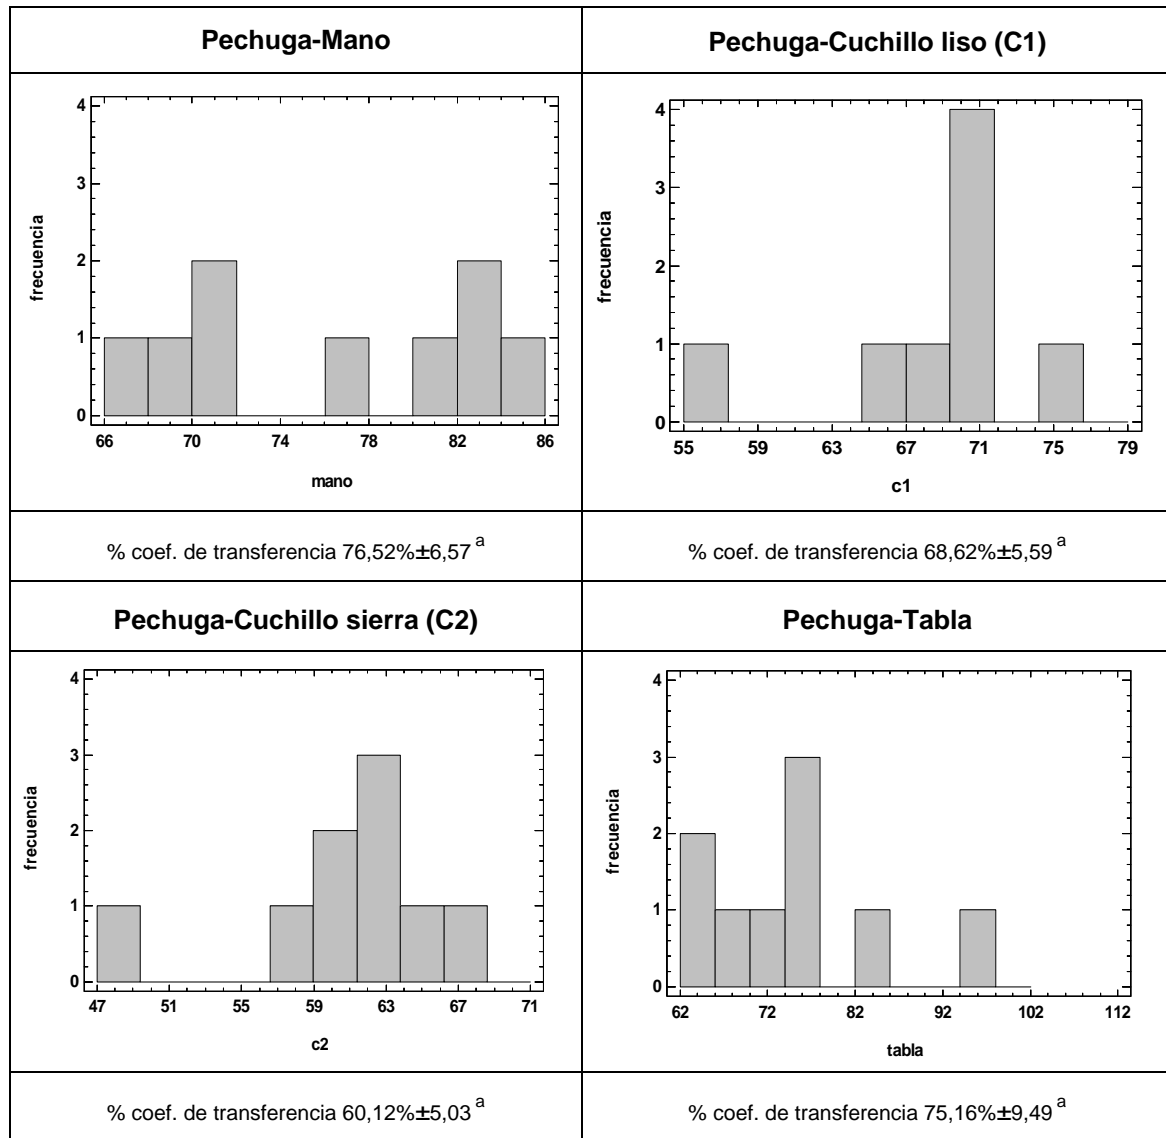 Pechuga-Mano
4
3
2
1
0
frecuencia
66 70 74 78 82 86
mano
% coef. de transferencia 76,52%±6,57 a
Pechuga-Cuchillo liso (C1)
4
3
2
1
0
frecuencia
55 59 63 67 71 75 79
c1
% coef. de transferencia 68,62%±5,59 a
Pechuga-Cuchillo sierra (C2)
4
3
2
1
0
frecuencia
47 51 55 59 63 67 71
c2
% coef. de transferencia 60,12%±5,03 a
Pechuga-Tabla
4
3
2
1
0
frecuencia
62 72 82 92 102 112
tabla
% coef. de transferencia 75,16%±9,49 a